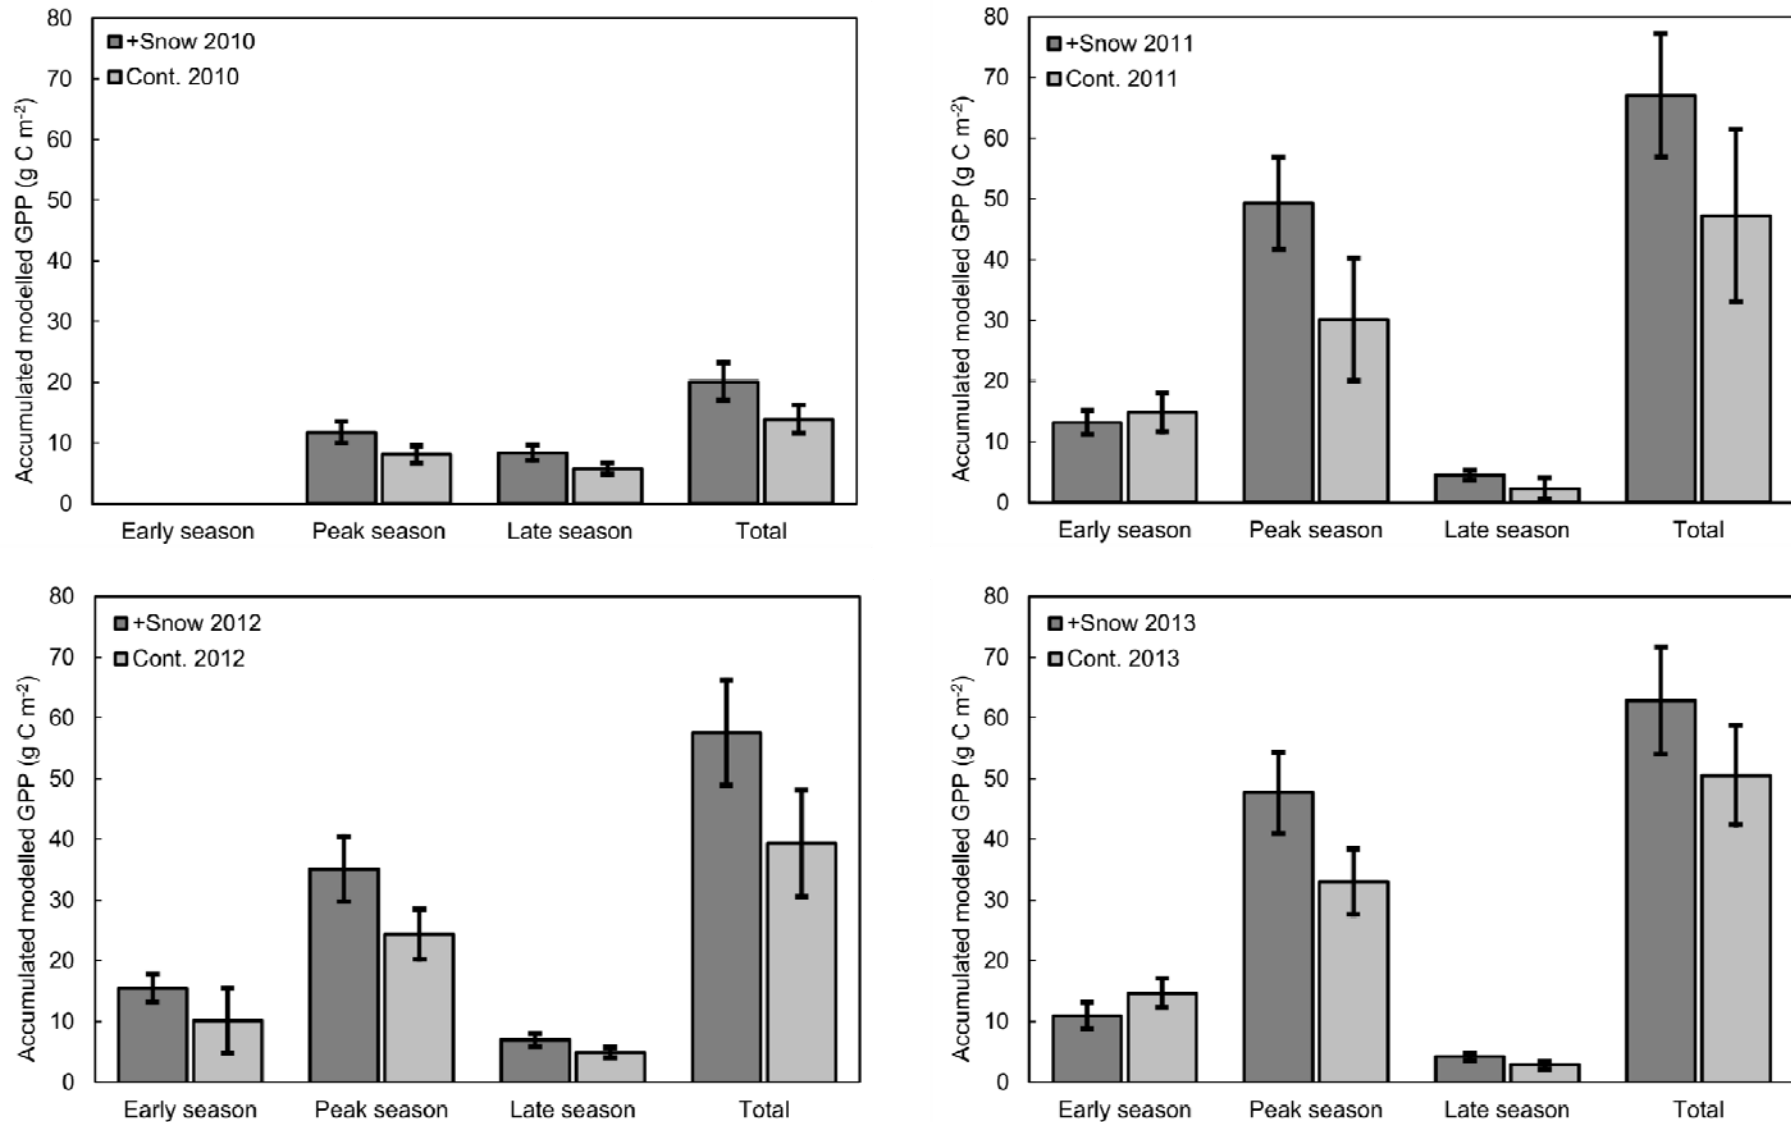 Accumulated modelled GPP (g C m-2)
80
70
60
50
40
30
20
10
0
+Snow 2010
Cont. 2010
Early season Peak season Late season Total
Accumulated modelled GPP (g C m-2)
80
70
60
50
40
30
20
10
0
+Snow 2011
Cont. 2011
Early season Peak season Late season Total
Accumulated modelled GPP (g C m-2)
80
70
60
50
40
30
20
10
0
+Snow 2012
Cont. 2012
Early season Peak season Late season Total
Accumulated modelled GPP (g C m-2)
80
70
60
50
40
30
20
10
0
+Snow 2013
Cont. 2013
Early season Peak season Late season Total